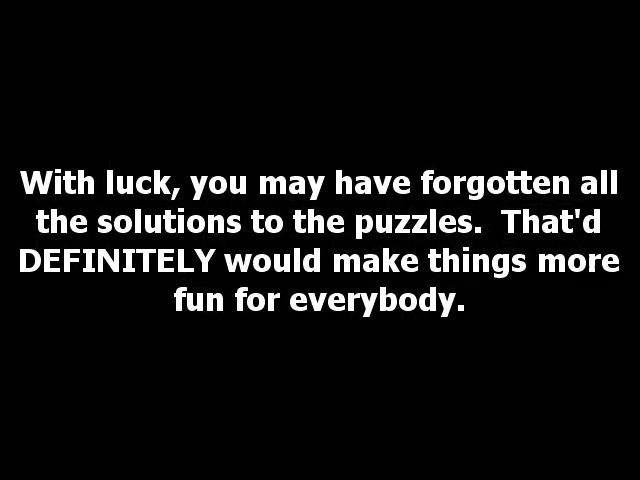 With luck, you may have forgotten all
the solutions to the puzzles.  That'd
DEFINITELY would make things more
fun for everybody.